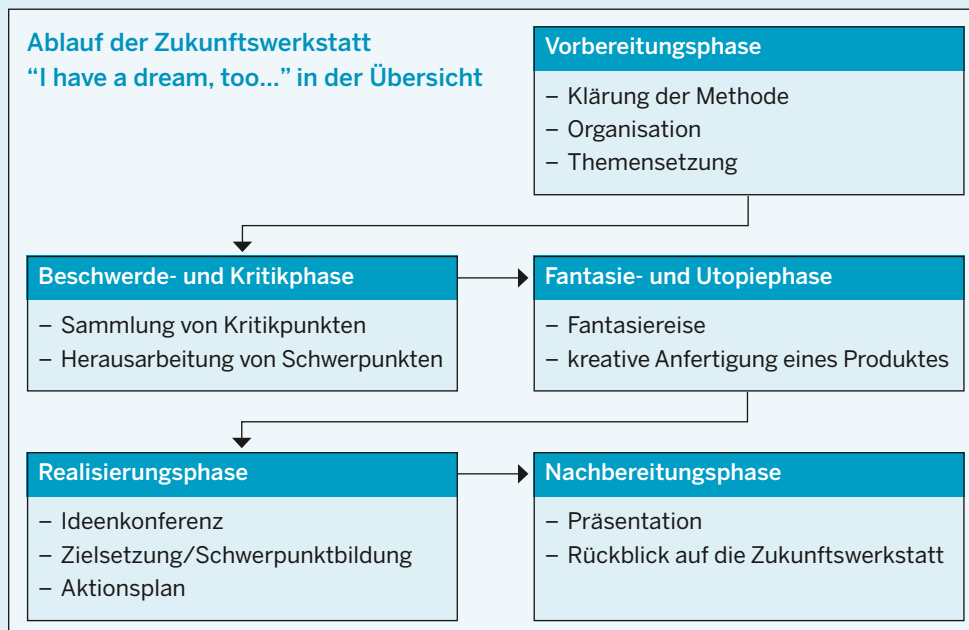 Ablauf der Zukunftswerkstatt
“I have a dream, too...” in der Übersicht
Vorbereitungsphase
– Klärung der Methode
– Organisation
– Themensetzung
Beschwerde- und Kritikphase
– Sammlung von Kritikpunkten
– Herausarbeitung von Schwerpunkten
Fantasie- und Utopiephase
– Fantasiereise
– kreative Anfertigung eines Produktes
Realisierungsphase
– Ideenkonferenz
– Zielsetzung/Schwerpunktbildung
– Aktionsplan
Nachbereitungsphase
– Präsentation
– Rückblick auf die Zukunftswerkstatt